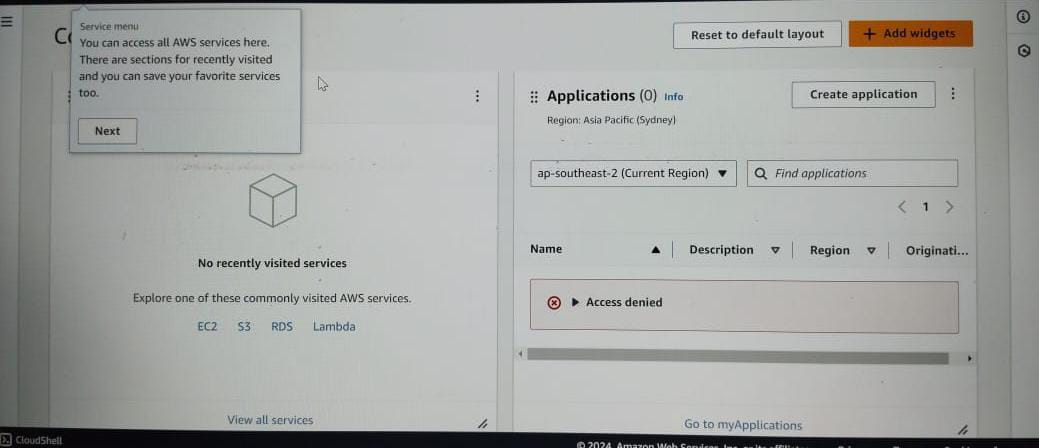 Service menu
You can access all AWS services here.
There are sections for recently visited
and you can save your favorite services
too.
Next
Reset to default layout
+ Add widgets
No recently visited services
Explore one of these commonly visited AWS services.
EC2 S3 RDS Lambda
View all services
Applications (0) Info
Region: Asia Pacific (Sydney)
Create application
ap-southeast-2 (Current Region)
Find applications
1
Name Description Region Originati...
Access denied
Go to myApplications
CloudShell
© 2024, Amazon Web Services, Inc. or its